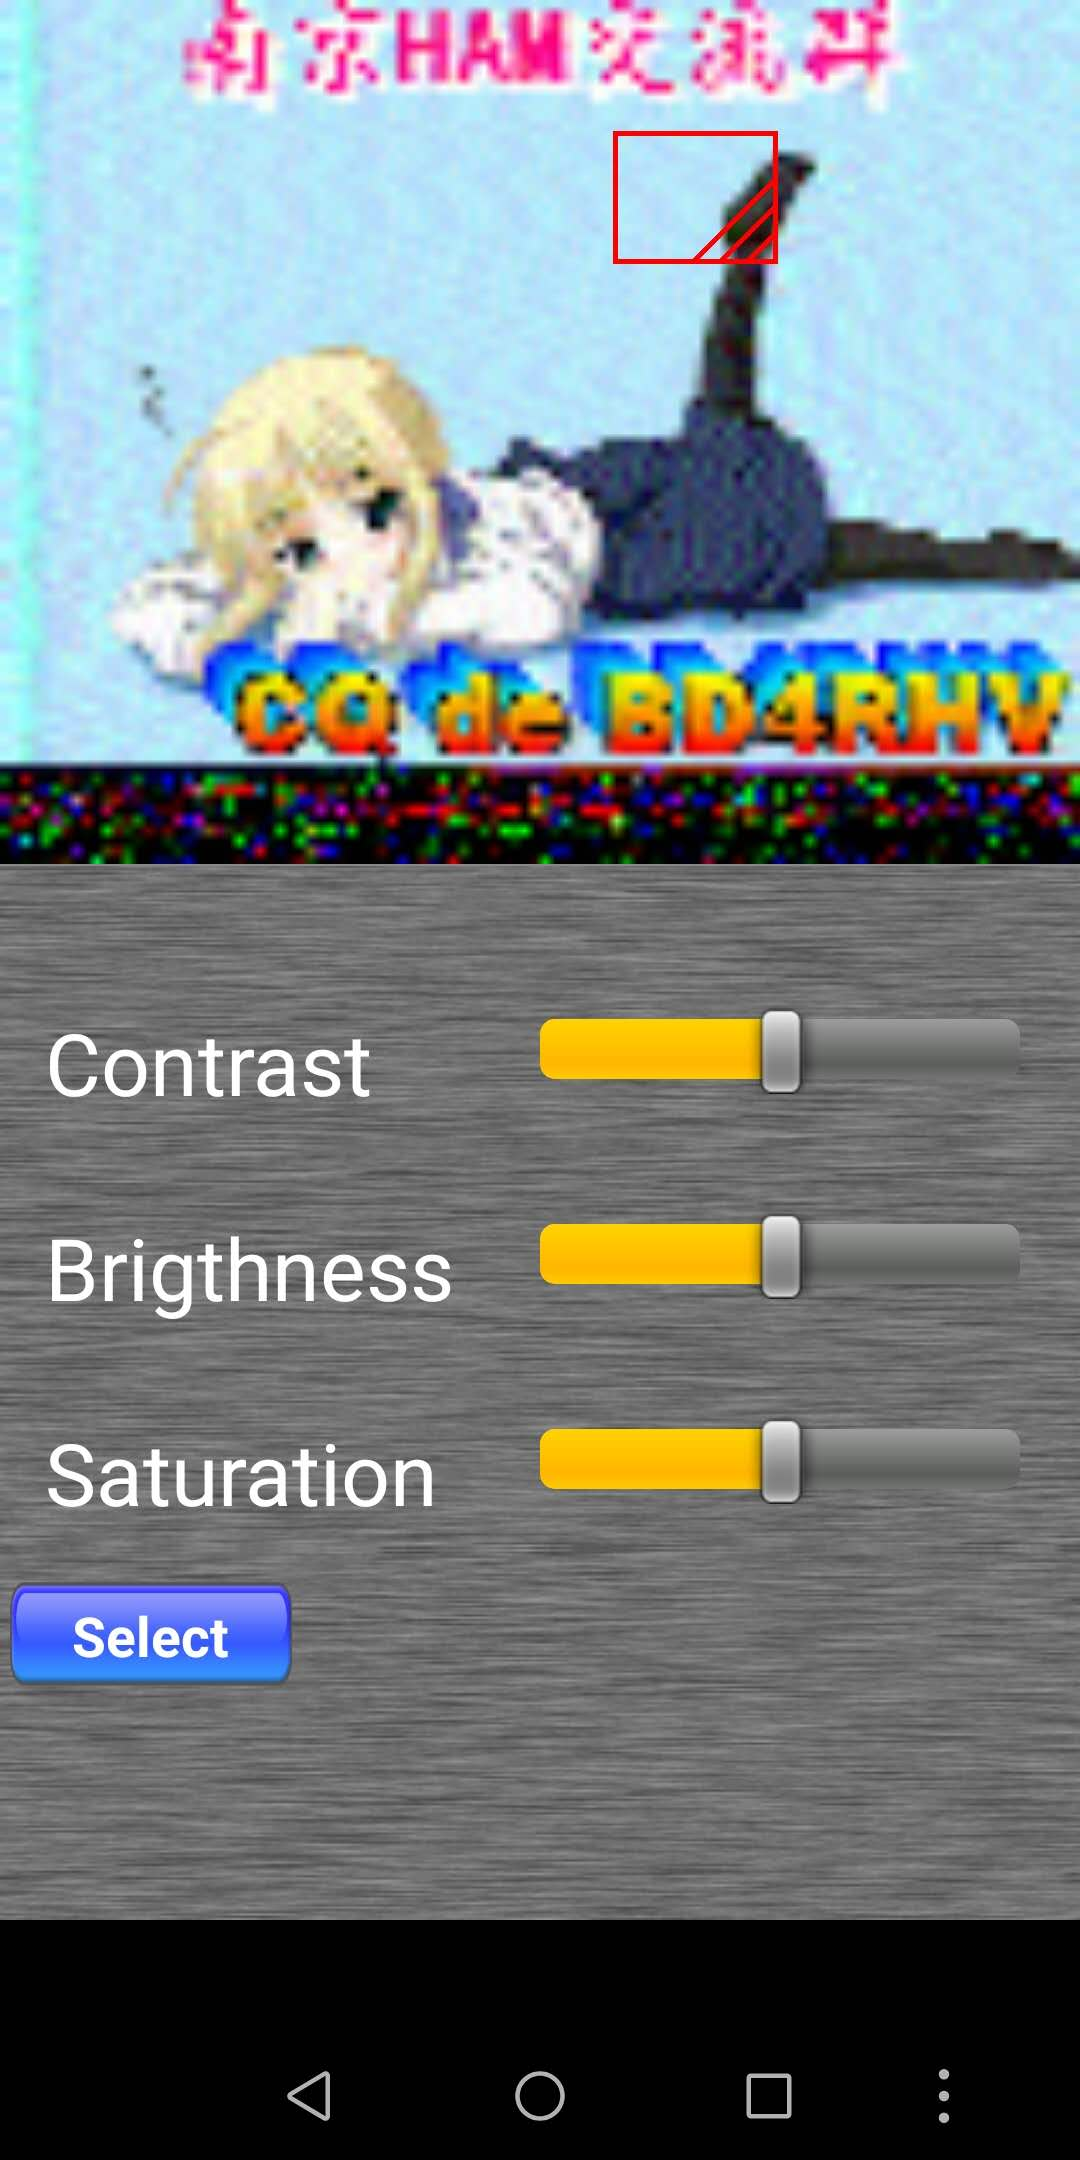 南京HAM交流群
CQ de BD4RHV
Contrast
Brigthness
Saturation
Select